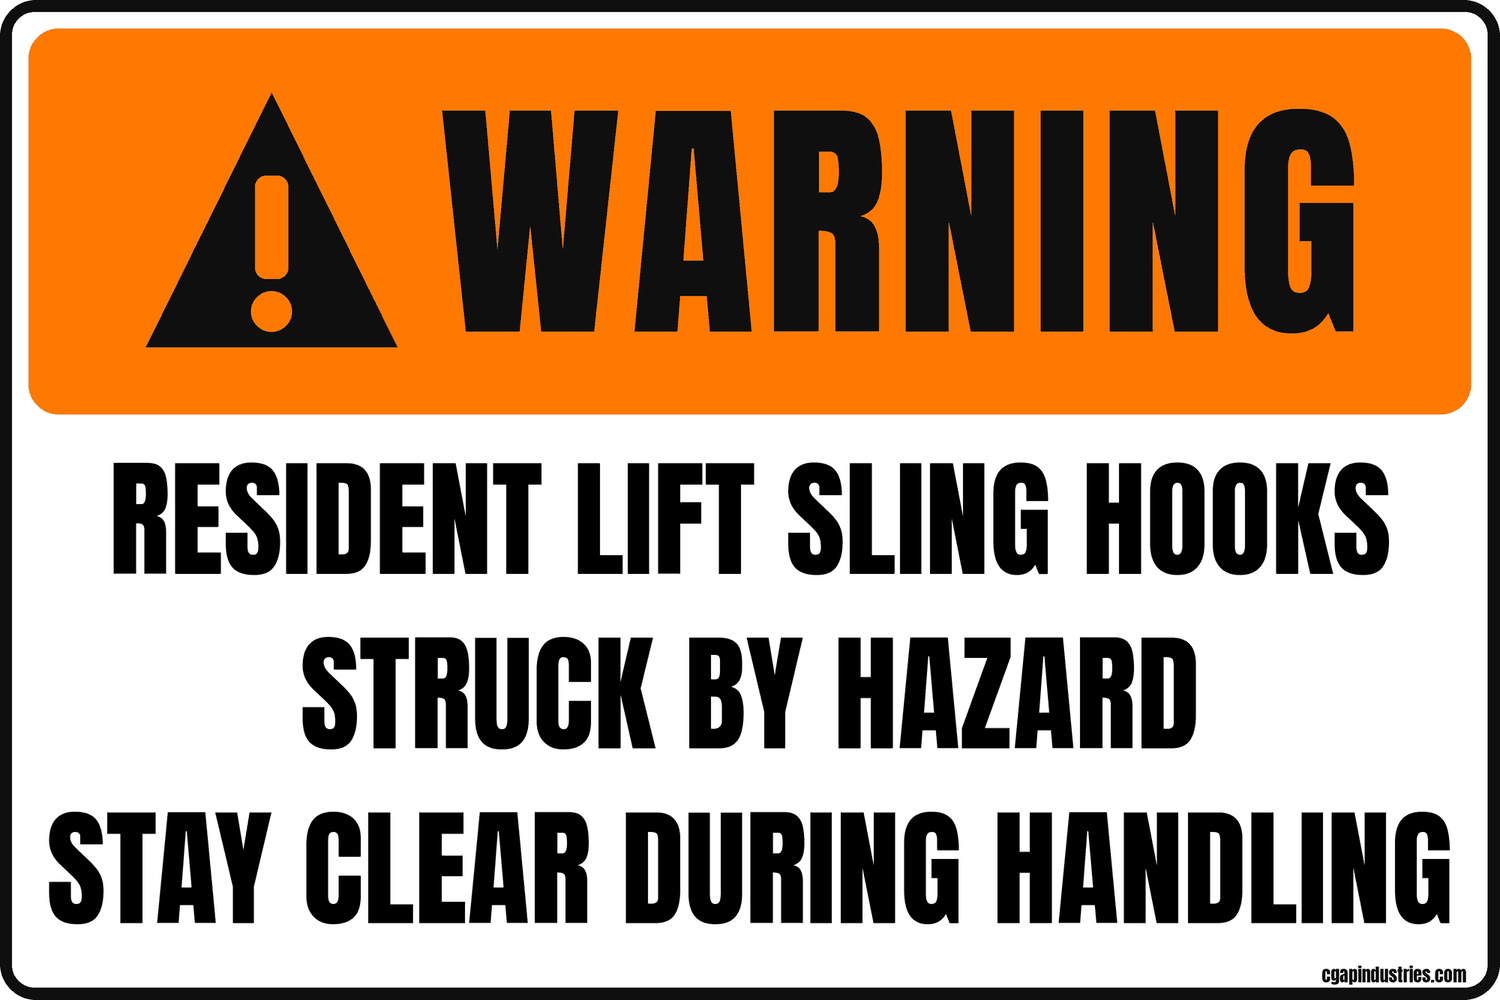 WARNING
RESIDENT LIFT SLING HOOKS
STRUCK BY HAZARD
STAY CLEAR DURING HANDLING
cgapindustries.com